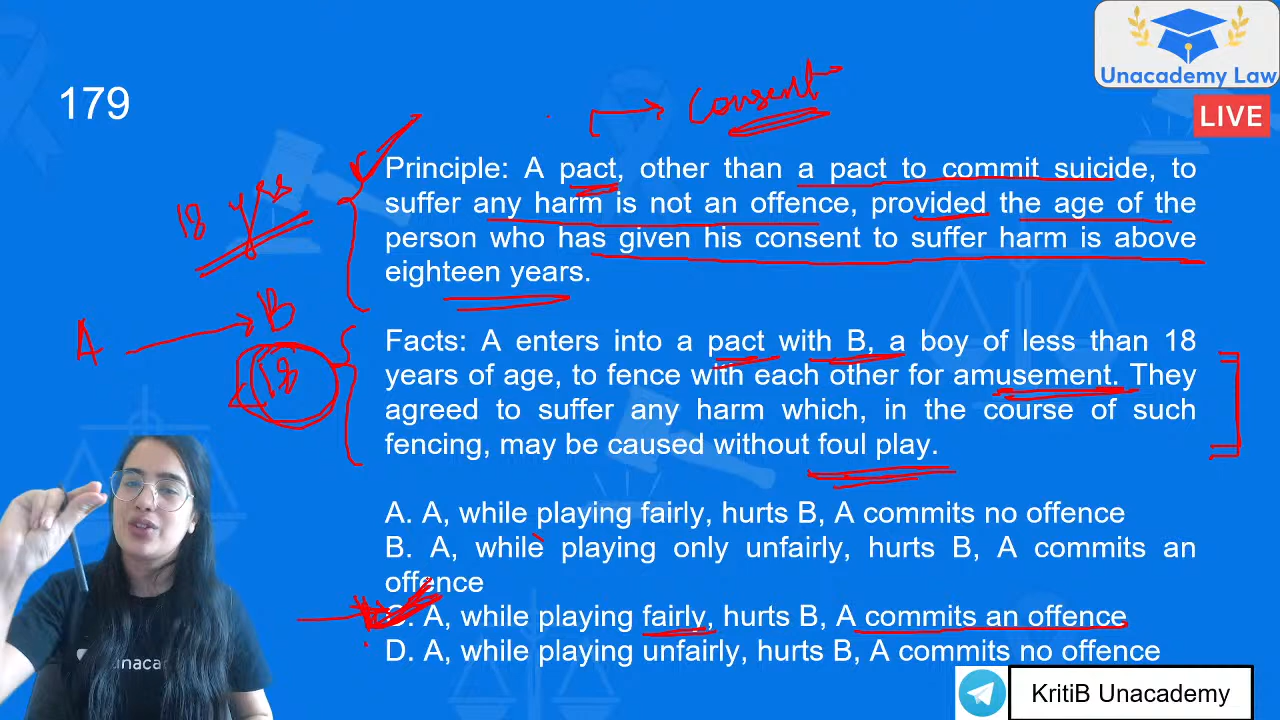 Unacademy Law
LIVE
179
Consent
18 yrs
Principle: A pact, other than a pact to commit suicide, to
suffer any harm is not an offence, provided the age of the
person who has given his consent to suffer harm is above
eighteen years.
A
B
18
Facts: A enters into a pact with B, a boy of less than 18
years of age, to fence with each other for amusement. They
agreed to suffer any harm which, in the course of such
fencing, may be caused without foul play.
A. A, while playing fairly, hurts B, A commits no offence
B. A, while playing only unfairly, hurts B, A commits an
offence
C. A, while playing fairly, hurts B, A commits an offence
D. A, while playing unfairly, hurts B, A commits no offence
unaca
KritiB Unacademy